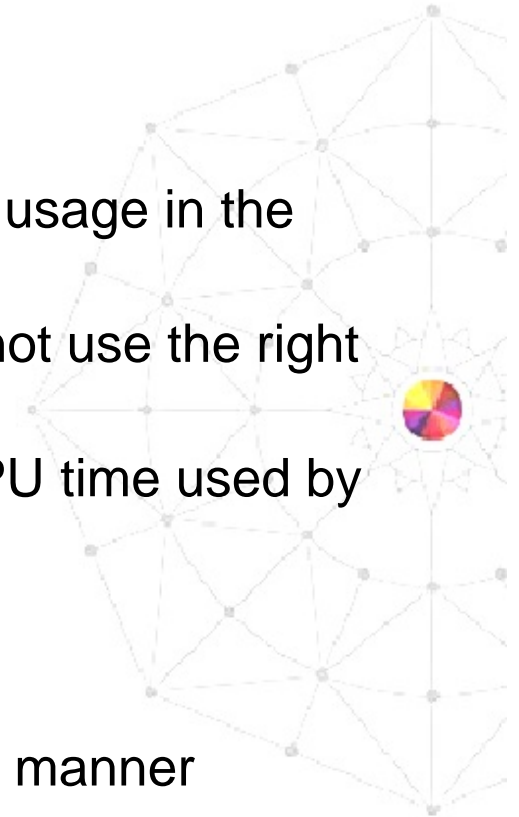 usage in the
not use the right
PU time used by
manner